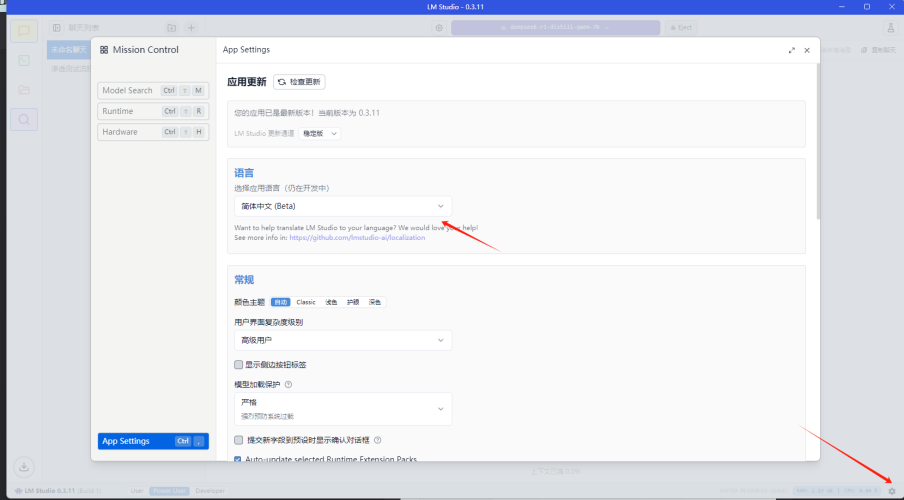 LM Studio - 0.3.11
聊天列表
Eject
未命名聊天
Mission Control
App Settings
Model Search Ctrl ⇧ M
Runtime Ctrl ⇧ R
Hardware Ctrl ⇧ H
App Settings Ctrl ,
应用更新 检查更新
您的应用已是最新版本！当前版本为 0.3.11
LM Studio 更新通道 稳定版
语言
选择应用语言（仍在开发中）
简体中文 (Beta)
Want to help translate LM Studio to your language? We would love your help!
See more info in: https://github.com/lmstudio-ai/localization
常规
颜色主题 自动 Classic 浅色 护眼 深色
用户界面复杂度级别
高级用户
显示侧边按钮标签
模型加载保护
严格
强烈预防系统过载
提交新字段到预设时显示确认对话框
Auto-update selected Runtime Extension Packs
LM Studio 0.3.11 (Build 1) User Power User Developer